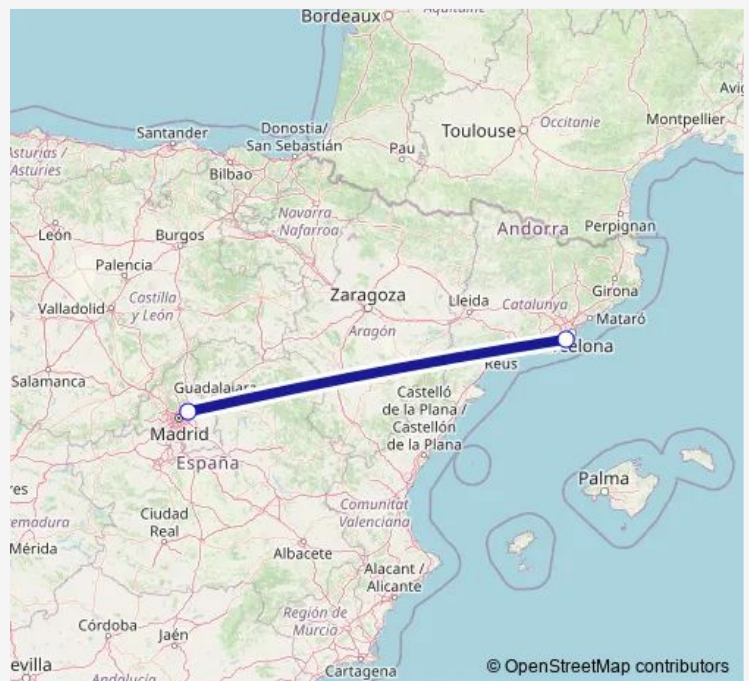 Bordeaux
Aquitaine
Avig
Montpellier
Toulouse
Occitanie
Santander
Donostia/
San Sebastián
Pau
Asturias /
Asturies
Bilbao
Navarra
Nafarroa
Andorra
Perpignan
León
Burgos
Palencia
Castilla
y León
Zaragoza
Lleida
Catalunya
Girona
Valladolid
Mataró
Aragón
elona
Reus
Salamanca
Guadalajara
Castelló
de la Plana /
Castellón
de la Plana
Madrid
España
Palma
res
emadura
Ciudad
Real
Comunitat
Valenciana
Mérida
Albacete
Alacant /
Alicante
Córdoba
Jaén
Región de
Murcia
evilla
Andalucía
Cartagena
© OpenStreetMap contributors